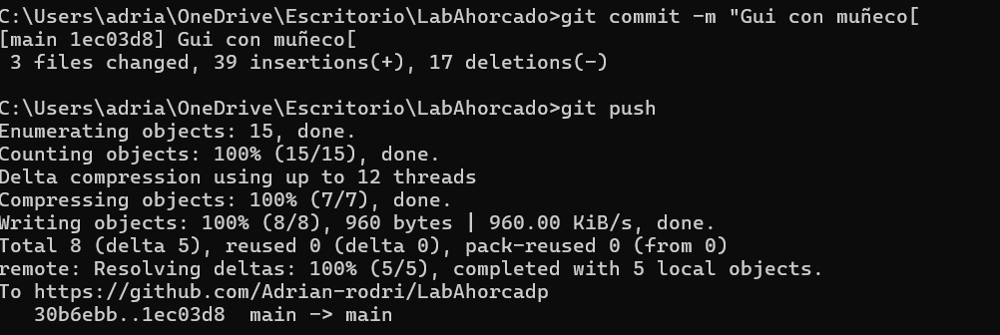 C:\Users\adria\OneDrive\Escritorio\LabAhorcado>git commit -m "Gui con muñeco[
[main 1ec03d8] Gui con muñeco[
 3 files changed, 39 insertions(+), 17 deletions(-)
C:\Users\adria\OneDrive\Escritorio\LabAhorcado>git push
Enumerating objects: 15, done.
Counting objects: 100% (15/15), done.
Delta compression using up to 12 threads
Compressing objects: 100% (7/7), done.
Writing objects: 100% (8/8), 960 bytes | 960.00 KiB/s, done.
Total 8 (delta 5), reused 0 (delta 0), pack-reused 0 (from 0)
remote: Resolving deltas: 100% (5/5), completed with 5 local objects.
To https://github.com/Adrian-rodri/LabAhorcadp
   30b6ebb..1ec03d8  main -> main